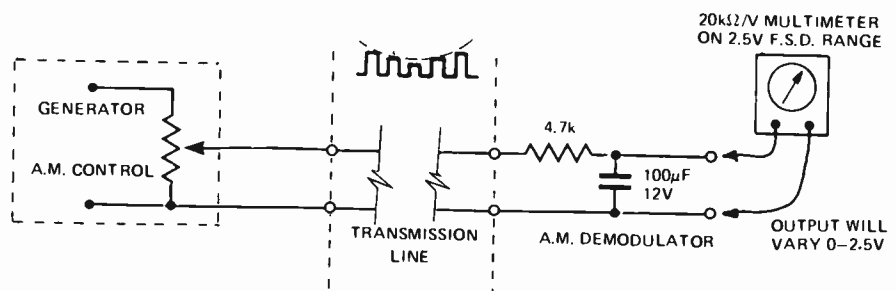 20kΩ/V MULTIMETER
ON 2.5V F.S.D. RANGE
GENERATOR
A.M. CONTROL
4.7k
100μF
12V
TRANSMISSION
LINE
A.M. DEMODULATOR
OUTPUT WILL
VARY 0–2.5V